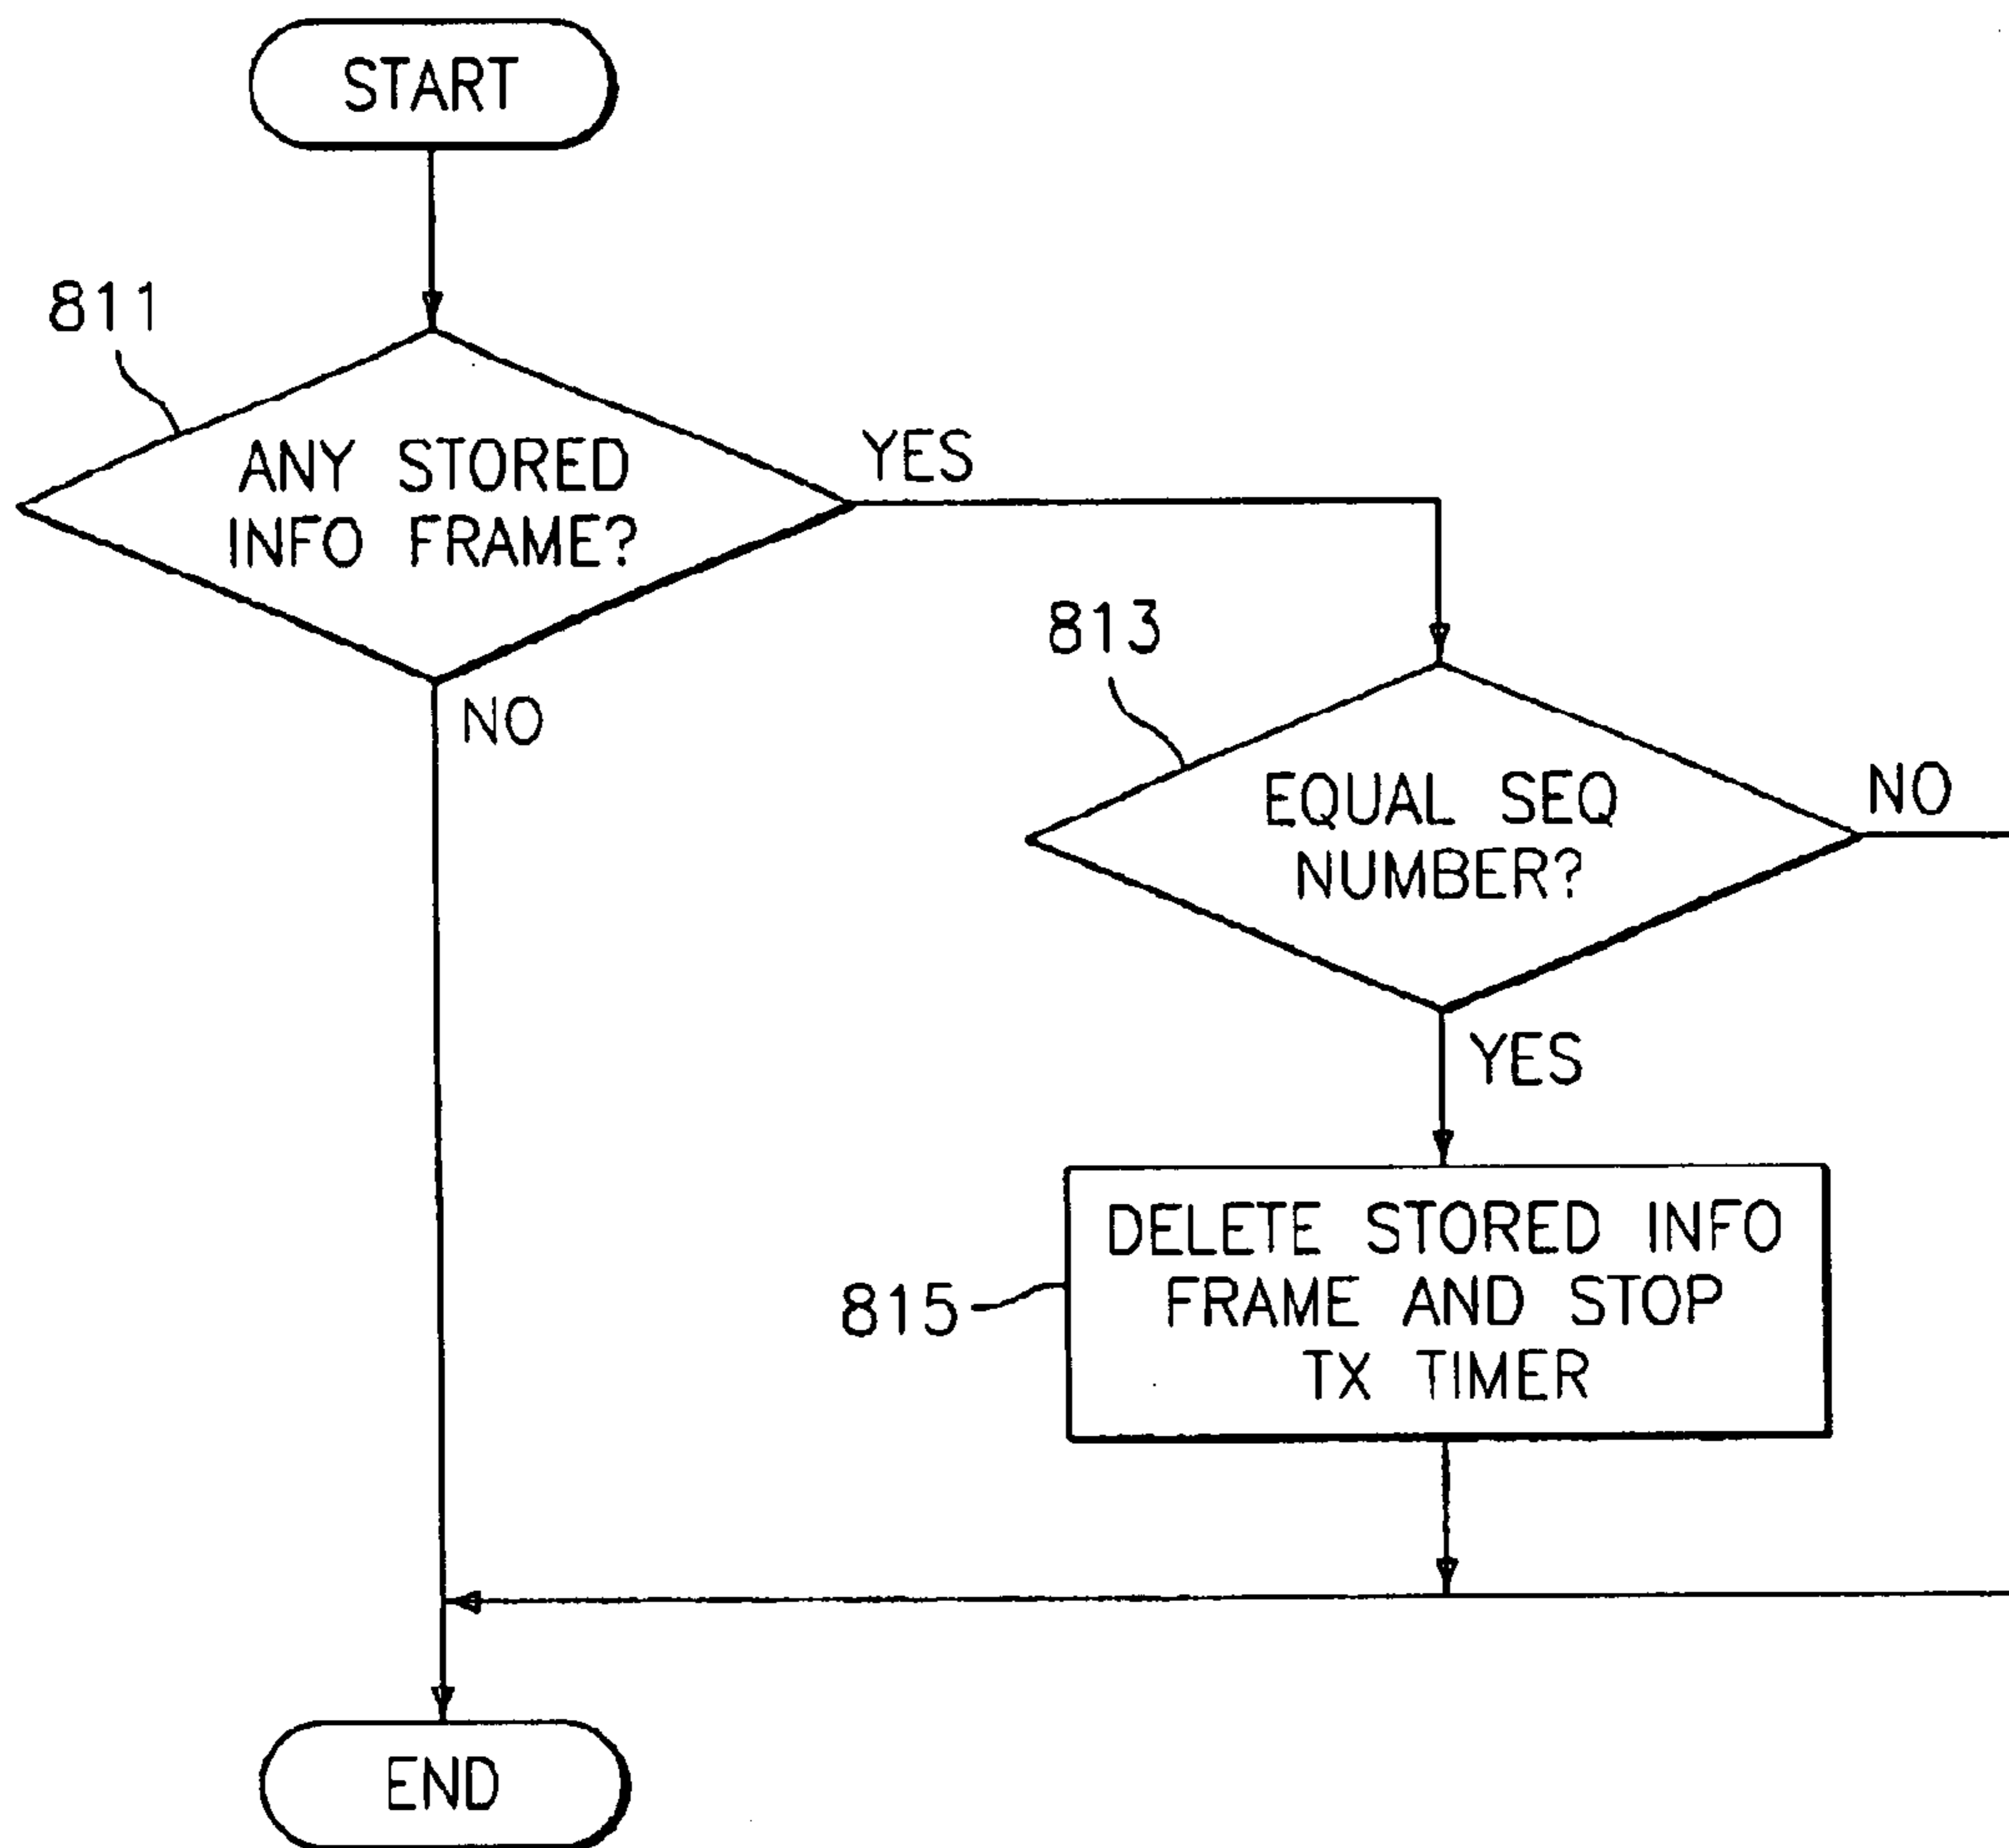 START
811
ANY STORED
INFO FRAME?
YES
NO
813
EQUAL SEQ
NUMBER?
NO
YES
815
DELETE STORED INFO
FRAME AND STOP
TX TIMER
END